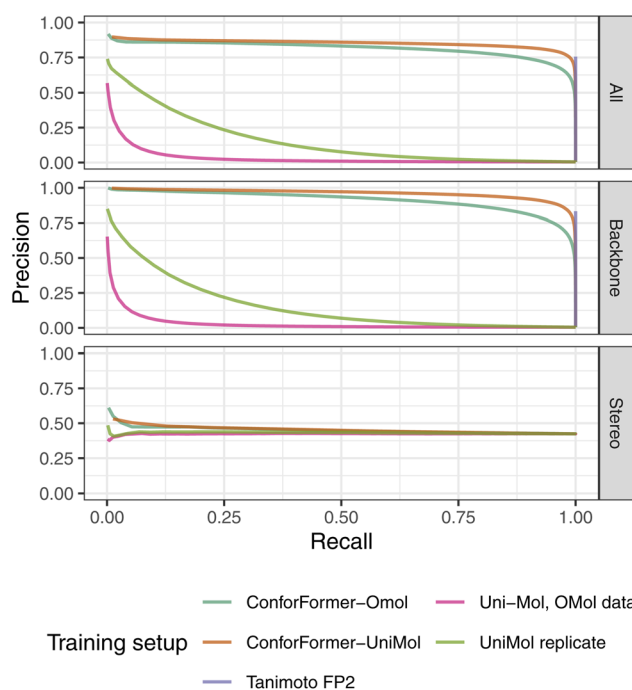 1.00
0.75
0.50
0.25
0.00
All
1.00
0.75
0.50
0.25
0.00
Backbone
Precision
1.00
0.75
0.50
0.25
0.00
Stereo
0.00 0.25 0.50 0.75 1.00
Recall
Training setup
ConforFormer-Omol
Uni-Mol, OMol data
ConforFormer-UniMol
UniMol replicate
Tanimoto FP2